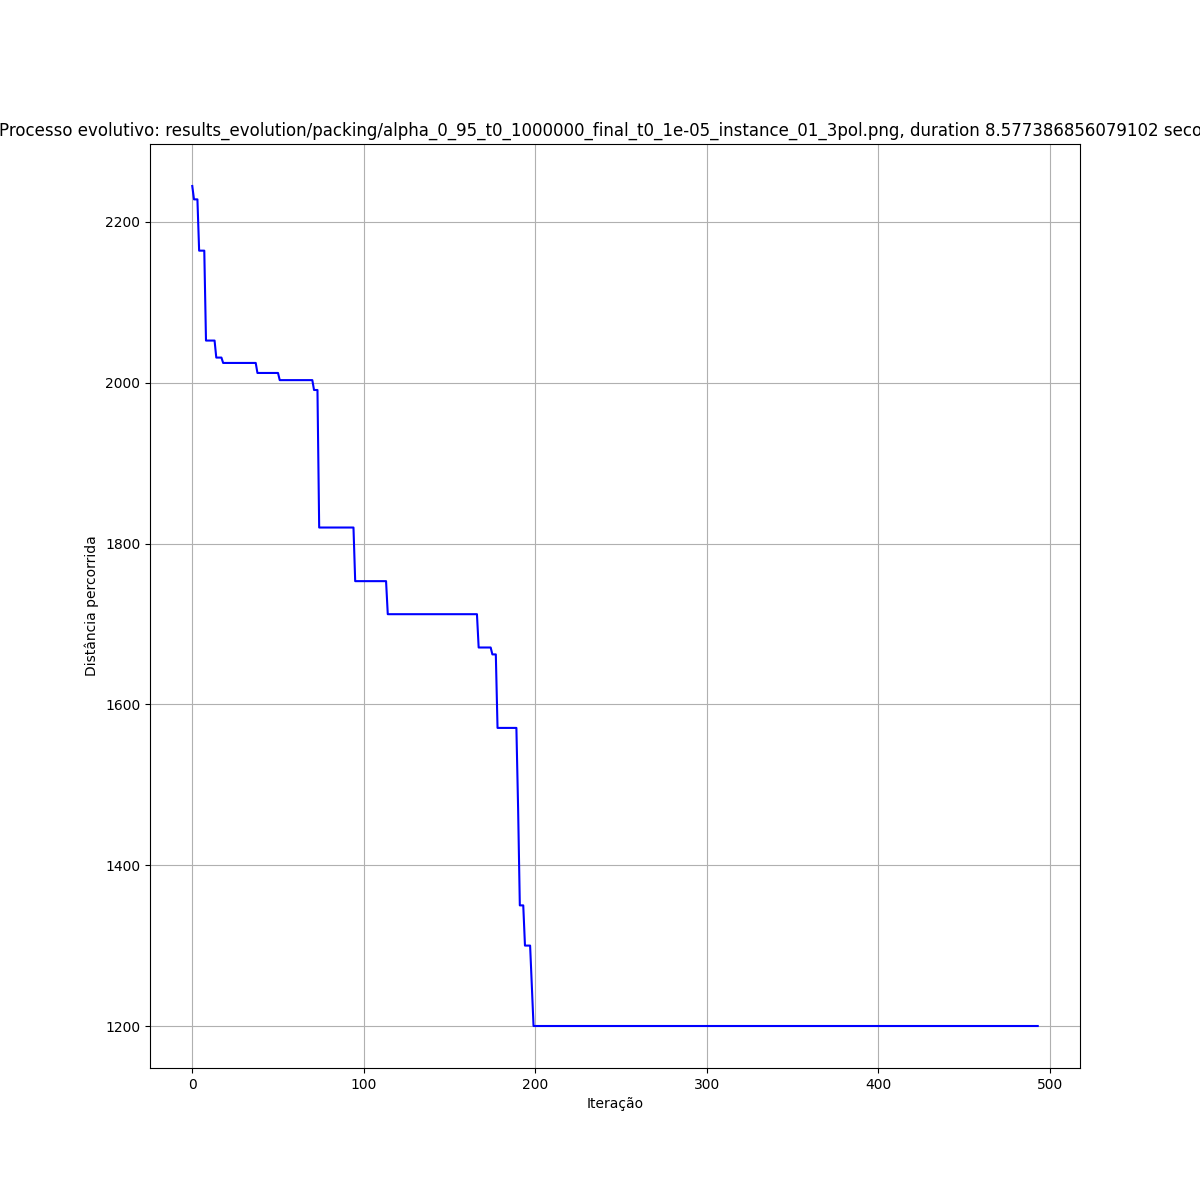 Processo evolutivo: results_evolution/packing/alpha_0_95_t0_1000000_final_t0_1e-05_instance_01_3pol.png, duration 8.577386856079102 seco
2200
2000
1800
1600
1400
1200
Distância percorrida
0 100 200 300 400 500
Iteração